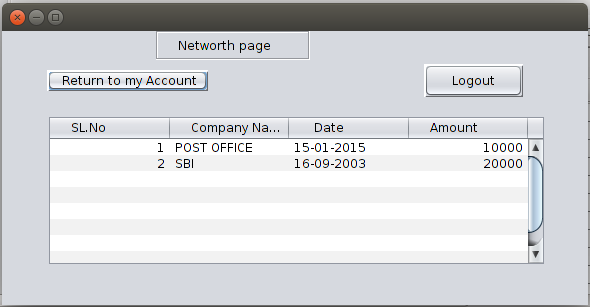 Networth page
Return to my Account
Logout
SL.No Company Na... Date Amount
1 POST OFFICE 15-01-2015 10000
2 SBI 16-09-2003 20000